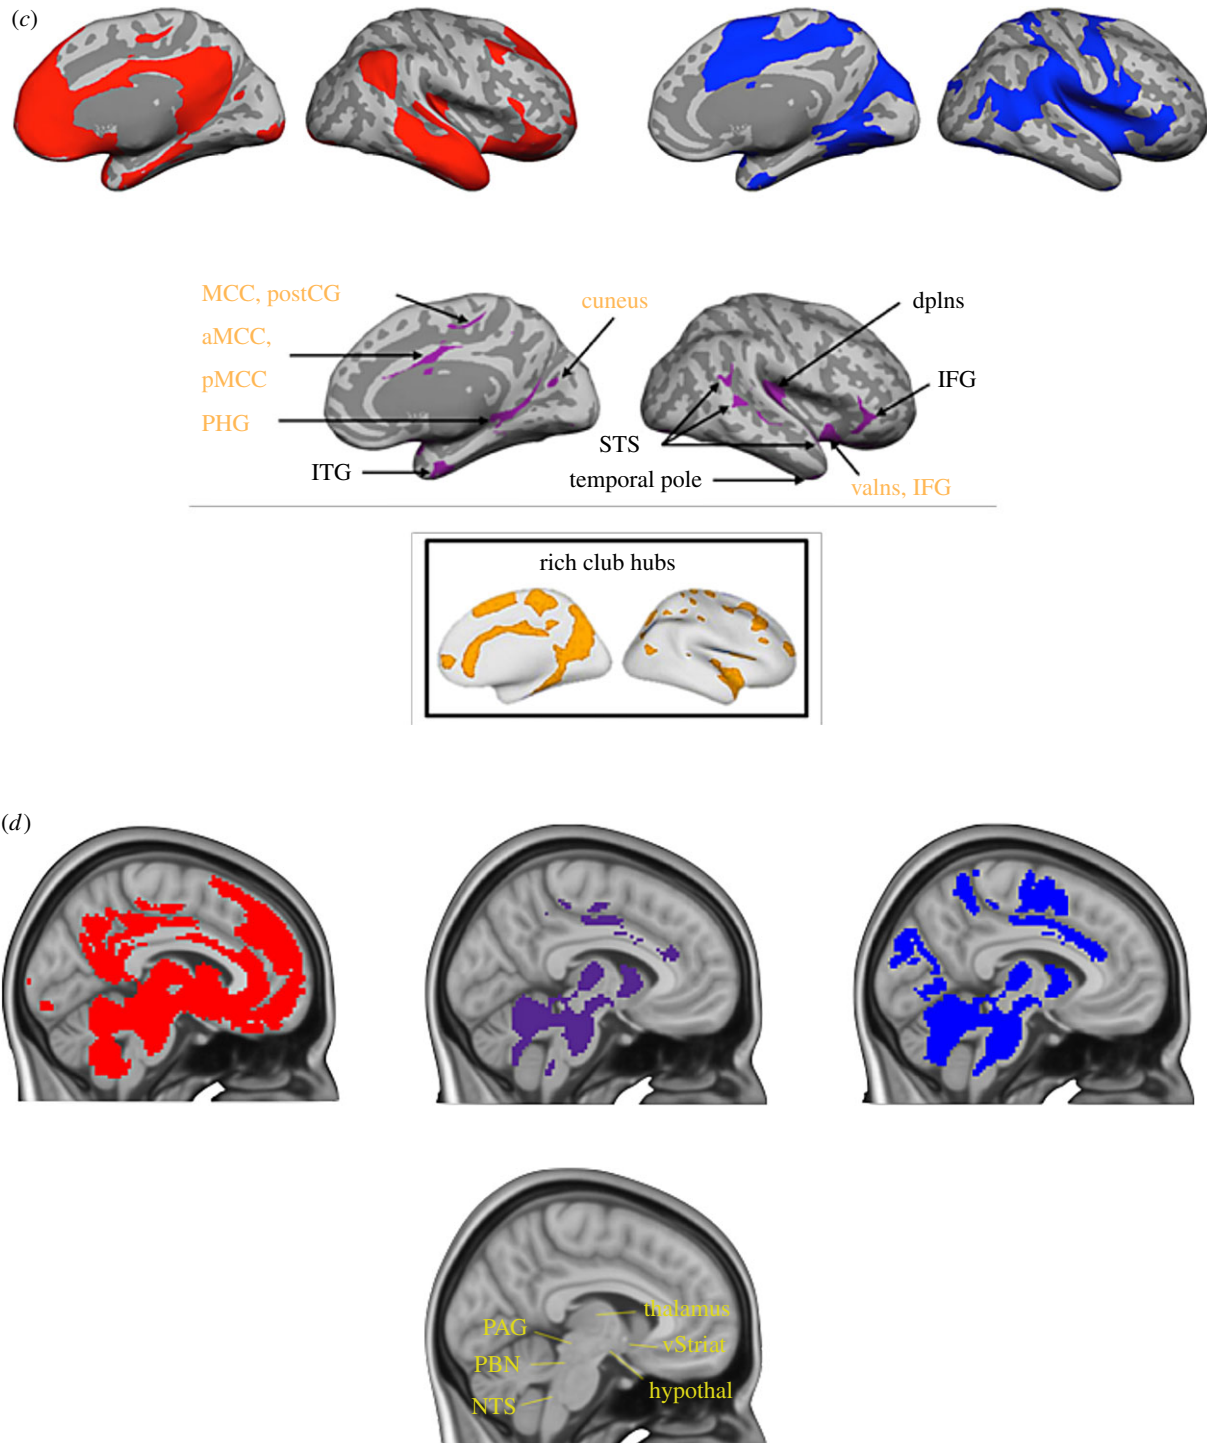 (c)
MCC, postCG
cuneus
dplns
aMCC,
pMCC
IFG
PHG
STS
ITG
temporal pole
valns, IFG
rich club hubs
(d)
thalamus
PAG
vStriat
PBN
hypothal
NTS